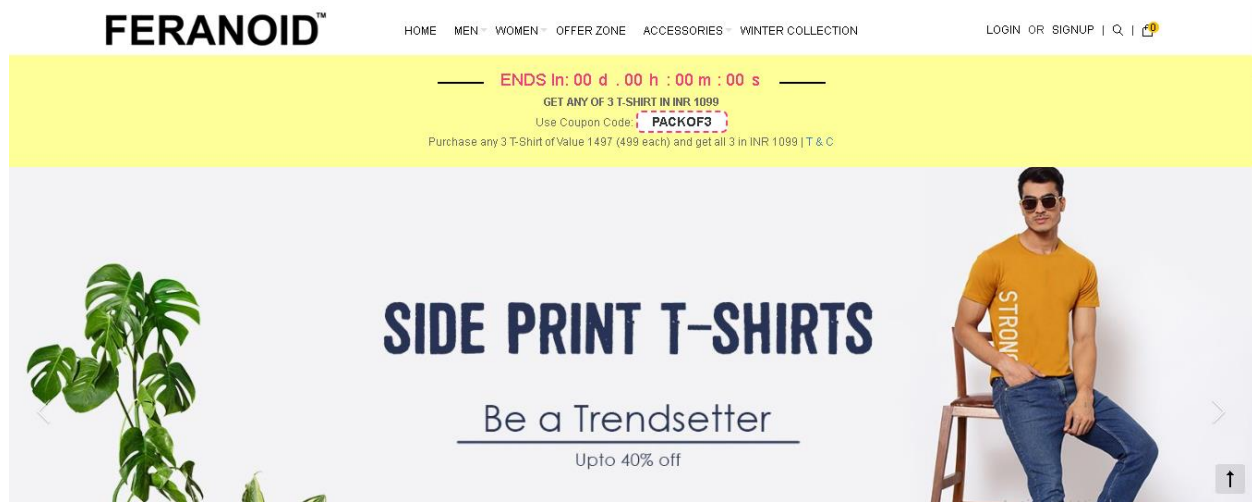 FERANOID™
HOME MEN WOMEN OFFER ZONE ACCESSORIES WINTER COLLECTION
LOGIN OR SIGNUP | | 0
ENDS In: 00 d . 00 h : 00 m : 00 s
GET ANY OF 3 T-SHIRT IN INR 1099
Use Coupon Code: PACKOF3
Purchase any 3 T-Shirt of Value 1497 (499 each) and get all 3 in INR 1099 | T & C
SIDE PRINT T-SHIRTS
Be a Trendsetter
Upto 40% off
STRONG